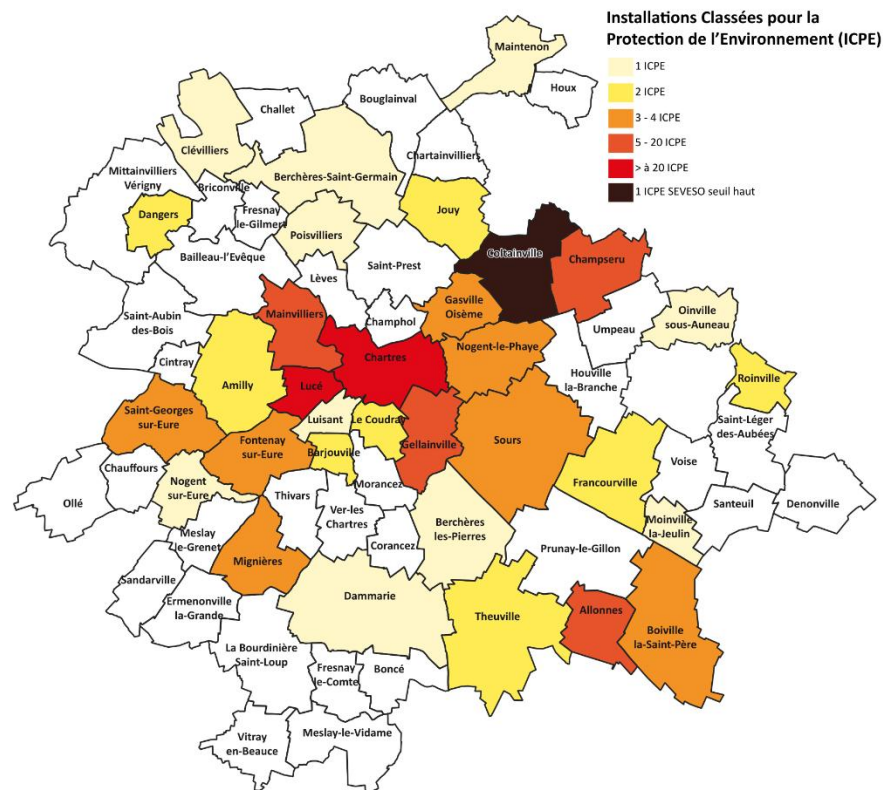 Installations Classées pour la
Protection de l'Environnement (ICPE)
1 ICPE
2 ICPE
3 - 4 ICPE
5 - 20 ICPE
> à 20 ICPE
1 ICPE SEVESO seuil haut
Maintenon
Houx
Bouglainval
Challet
Clévilliers
Chartainvilliers
Berchères-Saint-Germain
Mittainvilliers
Vérigny
Briconville
Dangers
Fresnay
le-Gilmert
Jouy
Poisvilliers
Bailleau-l'Evêque
Coltainville
Champseru
Saint-Prest
Lèves
Gasville
Oisème
Oinville
sous-Auneau
Saint-Aubin
des-Bois
Mainvilliers
Champhol
Umpeau
Nogent-le-Phaye
Cintray
Chartres
Houville
la-Branche
Roinville
Amilly
Lucé
Saint-Georges
sur-Eure
Luisant
Le Coudray
Saint-Léger
des-Aubées
Fontenay
sur-Eure
Gellainville
Sours
Barjouville
Voise
Chauffours
Nogent
sur-Eure
Thivars
Morancez
Francourville
Ollé
Ver-les
Chartres
Santeuil
Denonville
Moinville
la-Jeulin
Berchères
les-Pierres
Meslay
le-Grenet
Corancez
Prunay-le-Gillon
Mignières
Sandarville
Ermenonville
la-Grande
Dammarie
Theuville
Allonnes
Boiville
la-Saint-Père
La Bourdinière
Saint-Loup
Fresnay
le-Comte
Boncé
Vitray
en-Beauce
Meslay-le-Vidame